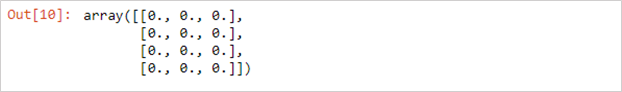 Out[10]: array([[0., 0., 0.],
[0., 0., 0.],
[0., 0., 0.],
[0., 0., 0.]])